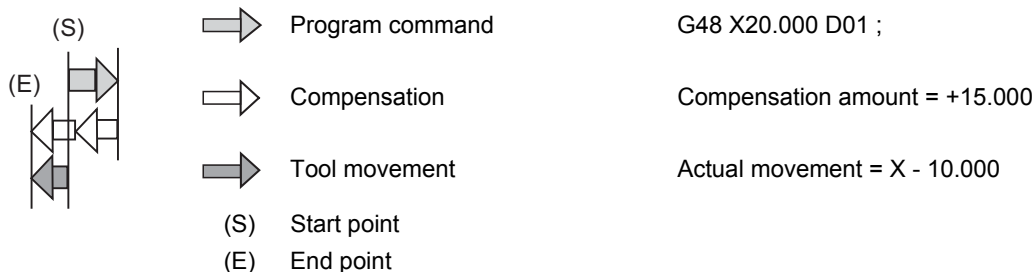 (S)
(E)
Program command G48 X20.000 D01 ;
Compensation Compensation amount = +15.000
Tool movement Actual movement = X - 10.000
(S) Start point
(E) End point